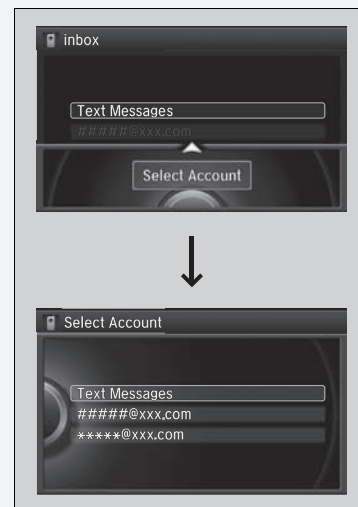 inbox
Text Messages
#####@xxx.com
Select Account
Select Account
Text Messages
#####@xxx.com
*****@xxx.com